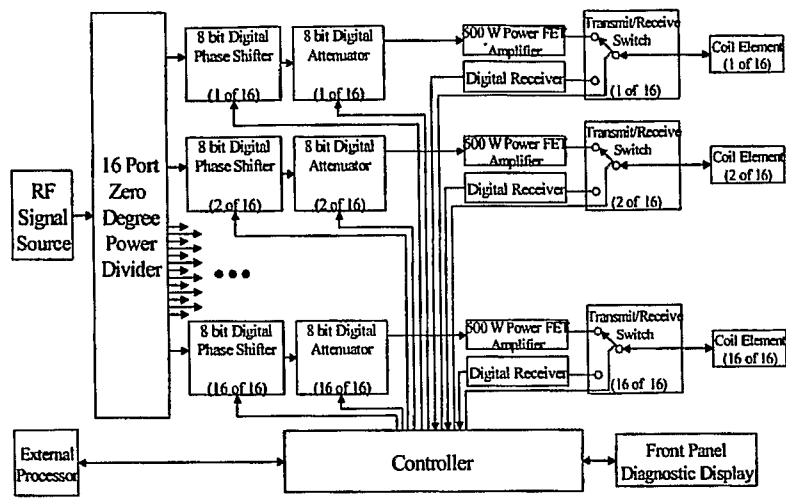 8 bit Digital
Phase Shifter
(1 of 16)
8 bit Digital
Attenuator
(1 of 16)
500 W Power FET
Amplifier
Digital Receiver
Transmit/Receive
Switch
(1 of 16)
Coil Element
(1 of 16)
8 bit Digital
Phase Shifter
(2 of 16)
8 bit Digital
Attenuator
(2 of 16)
500 W Power FET
Amplifier
Digital Receiver
Transmit/Receive
Switch
(2 of 16)
Coil Element
(2 of 16)
RF
Signal
Source
16 Port
Zero
Degree
Power
Divider
8 bit Digital
Phase Shifter
(16 of 16)
8 bit Digital
Attenuator
(16 of 16)
500 W Power FET
Amplifier
Digital Receiver
Transmit/Receive
Switch
(16 of 16)
Coil Element
(16 of 16)
External
Processor
Controller
Front Panel
Diagnostic Display